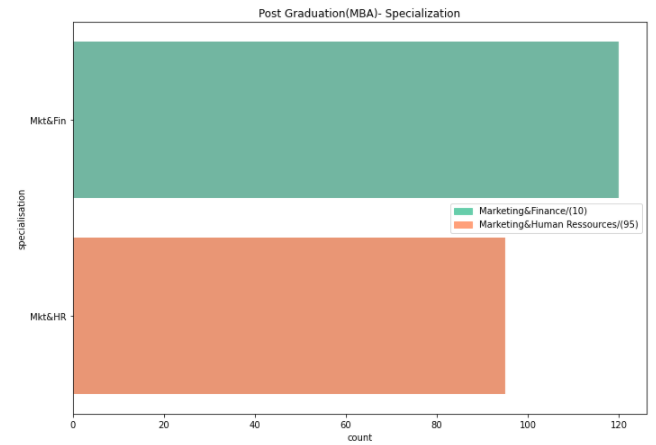 Post Graduation(MBA)- Specialization
specialisation
Mkt&Fin
Mkt&HR
Marketing&Finance/(10)
Marketing&Human Ressources/(95)
0 20 40 60 80 100 120
count